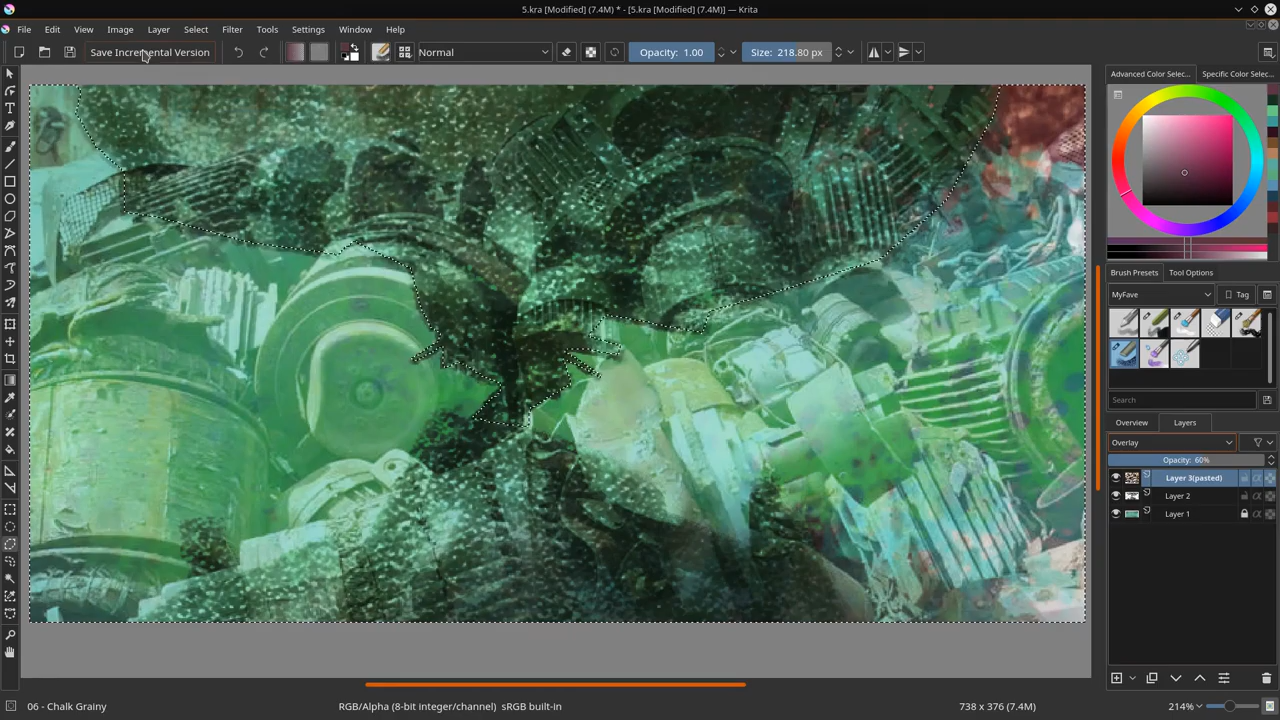 5.kra [Modified] (7.4M) * - [5.kra [Modified] (7.4M)] — Krita
File Edit View Image Layer Select Filter Tools Settings Window Help
Save Incremental Version Normal Opacity: 1.00 Size: 218.80 px
Advanced Color Selec... Specific Color Selec...
Brush Presets Tool Options
MyFave Tag
Search
Overview Layers
Overlay
Opacity: 60%
Layer 3(pasted)
Layer 2
Layer 1
06 - Chalk Grainy RGB/Alpha (8-bit integer/channel) sRGB built-in 738 x 376 (7.4M) 214%